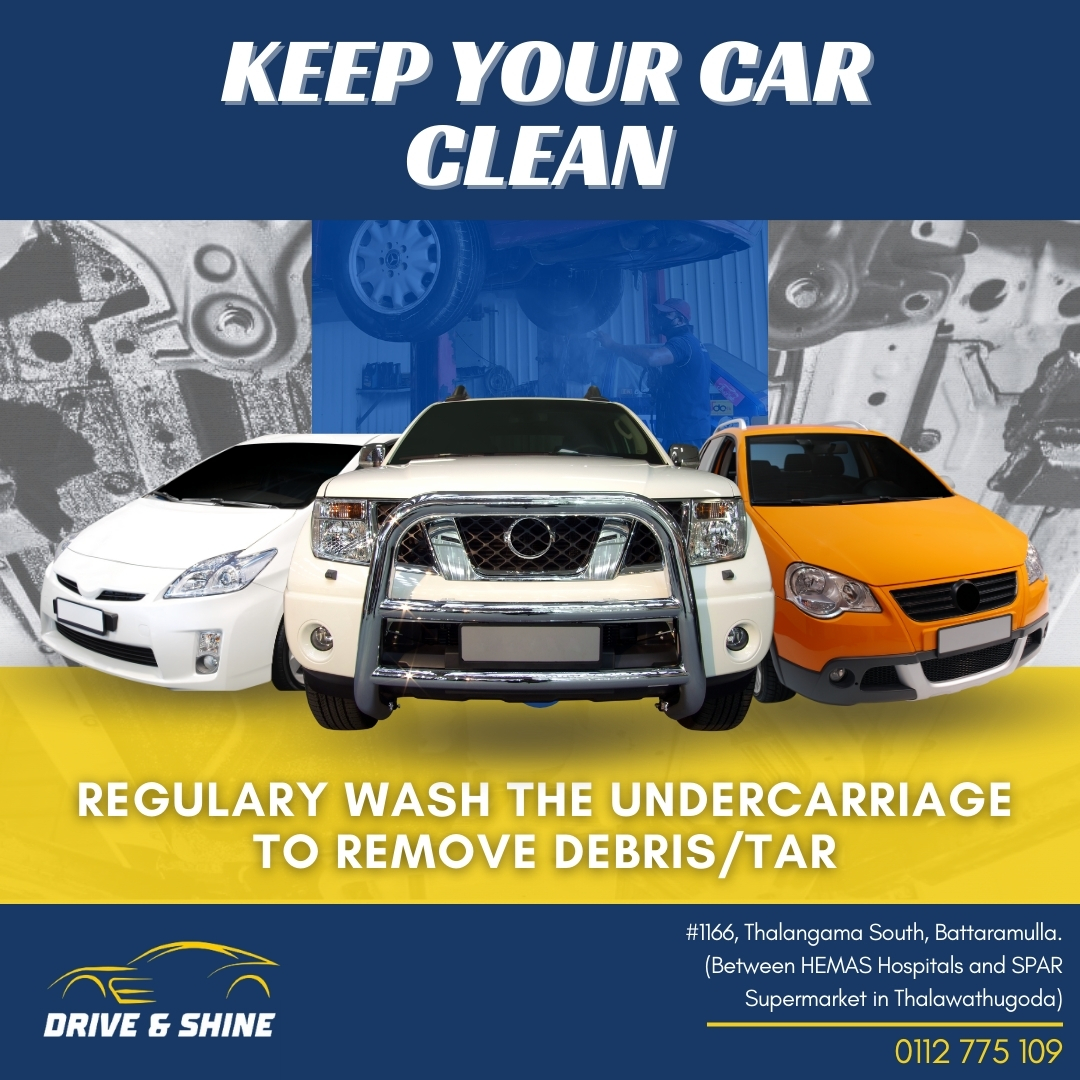 KEEP YOUR CAR
CLEAN
REGULARY WASH THE UNDERCARRIAGE
TO REMOVE DEBRIS/TAR
DRIVE & SHINE
#1166, Thalangama South, Battaramulla.
(Between HEMAS Hospitals and SPAR
Supermarket in Thalawathugoda)
0112 775 109